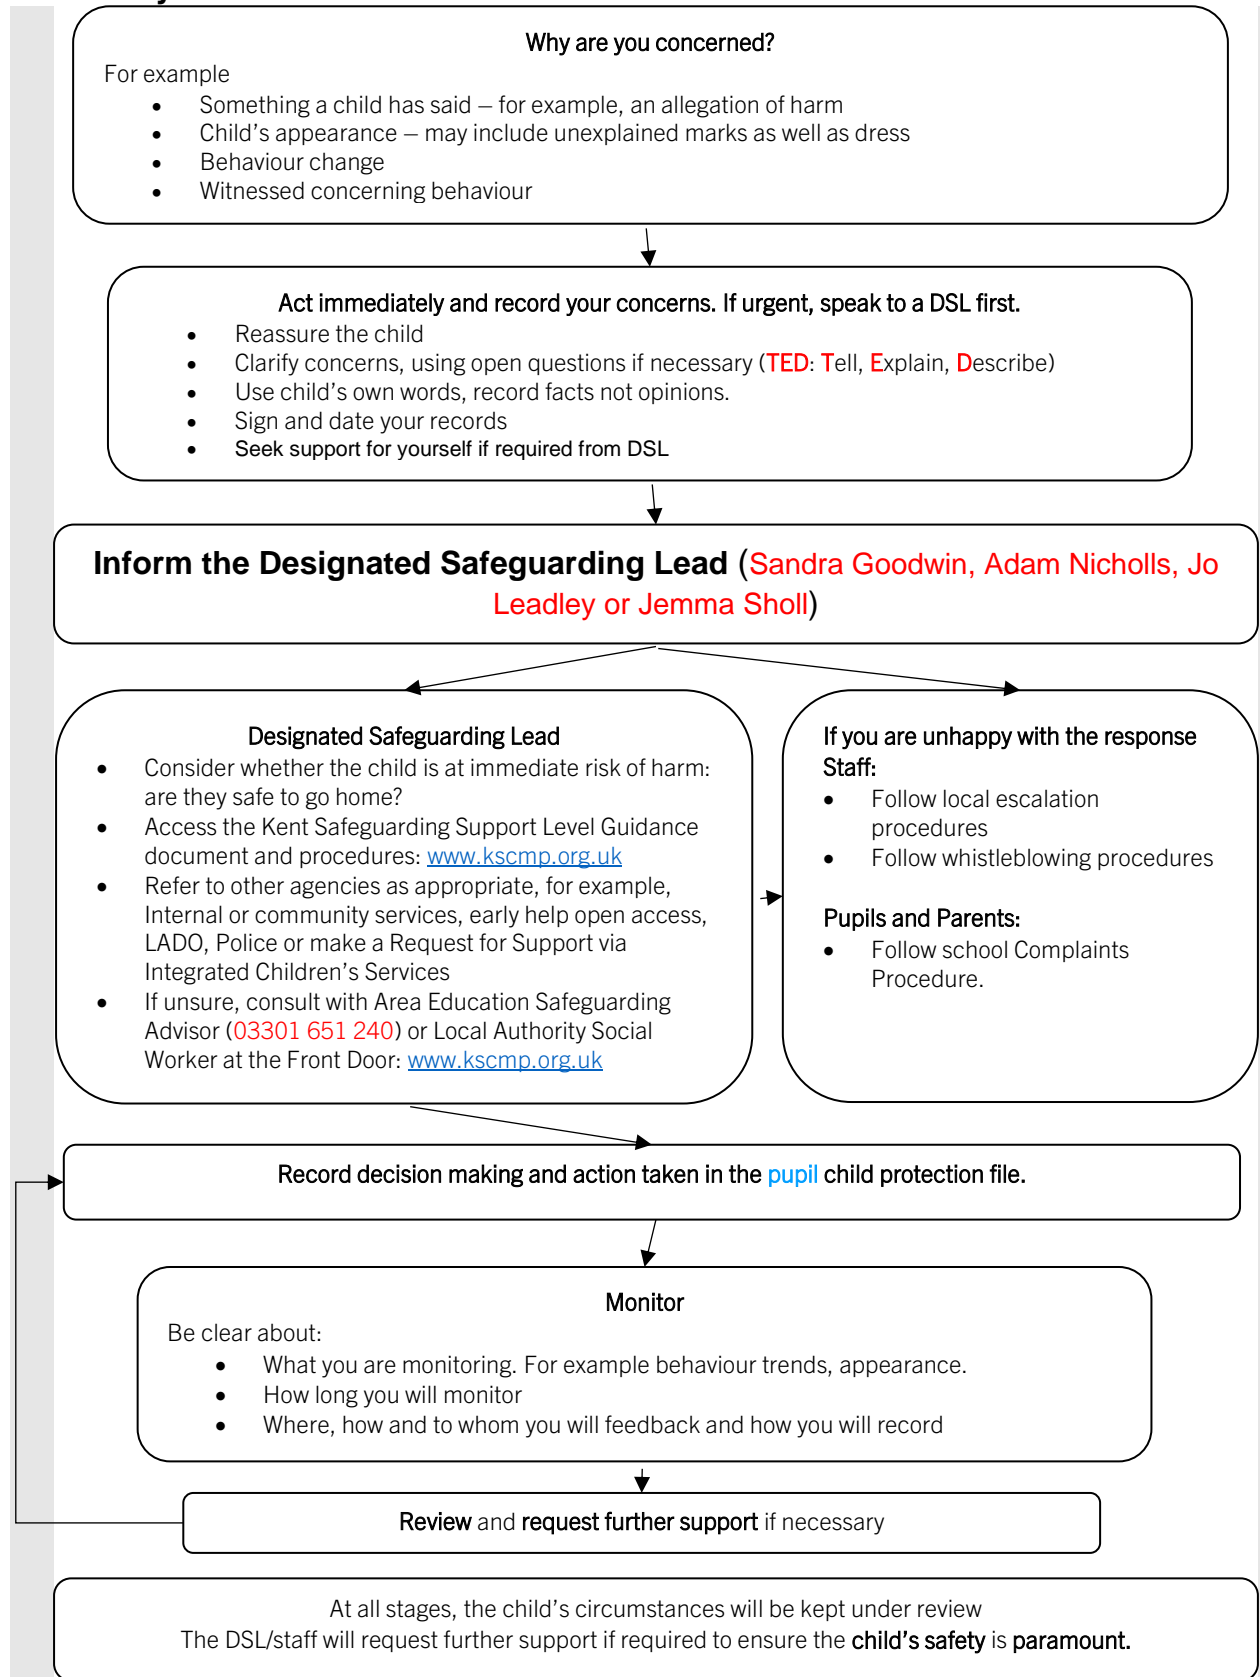 Why are you concerned?
For example
• Something a child has said – for example, an allegation of harm
• Child’s appearance – may include unexplained marks as well as dress
• Behaviour change
• Witnessed concerning behaviour
Act immediately and record your concerns. If urgent, speak to a DSL first.
• Reassure the child
• Clarify concerns, using open questions if necessary (TED: Tell, Explain, Describe)
• Use child’s own words, record facts not opinions.
• Sign and date your records
• Seek support for yourself if required from DSL
Inform the Designated Safeguarding Lead (Sandra Goodwin, Adam Nicholls, Jo
Leadley or Jemma Sholl)
Designated Safeguarding Lead
• Consider whether the child is at immediate risk of harm:
are they safe to go home?
• Access the Kent Safeguarding Support Level Guidance
document and procedures: www.kscmp.org.uk
• Refer to other agencies as appropriate, for example,
Internal or community services, early help open access,
LADO, Police or make a Request for Support via
Integrated Children’s Services
• If unsure, consult with Area Education Safeguarding
Advisor (03301 651 240) or Local Authority Social
Worker at the Front Door: www.kscmp.org.uk
If you are unhappy with the response
Staff:
• Follow local escalation
procedures
• Follow whistleblowing procedures
Pupils and Parents:
• Follow school Complaints
Procedure.
Record decision making and action taken in the pupil child protection file.
Monitor
Be clear about:
• What you are monitoring. For example behaviour trends, appearance.
• How long you will monitor
• Where, how and to whom you will feedback and how you will record
Review and request further support if necessary
At all stages, the child’s circumstances will be kept under review
The DSL/staff will request further support if required to ensure the child’s safety is paramount.